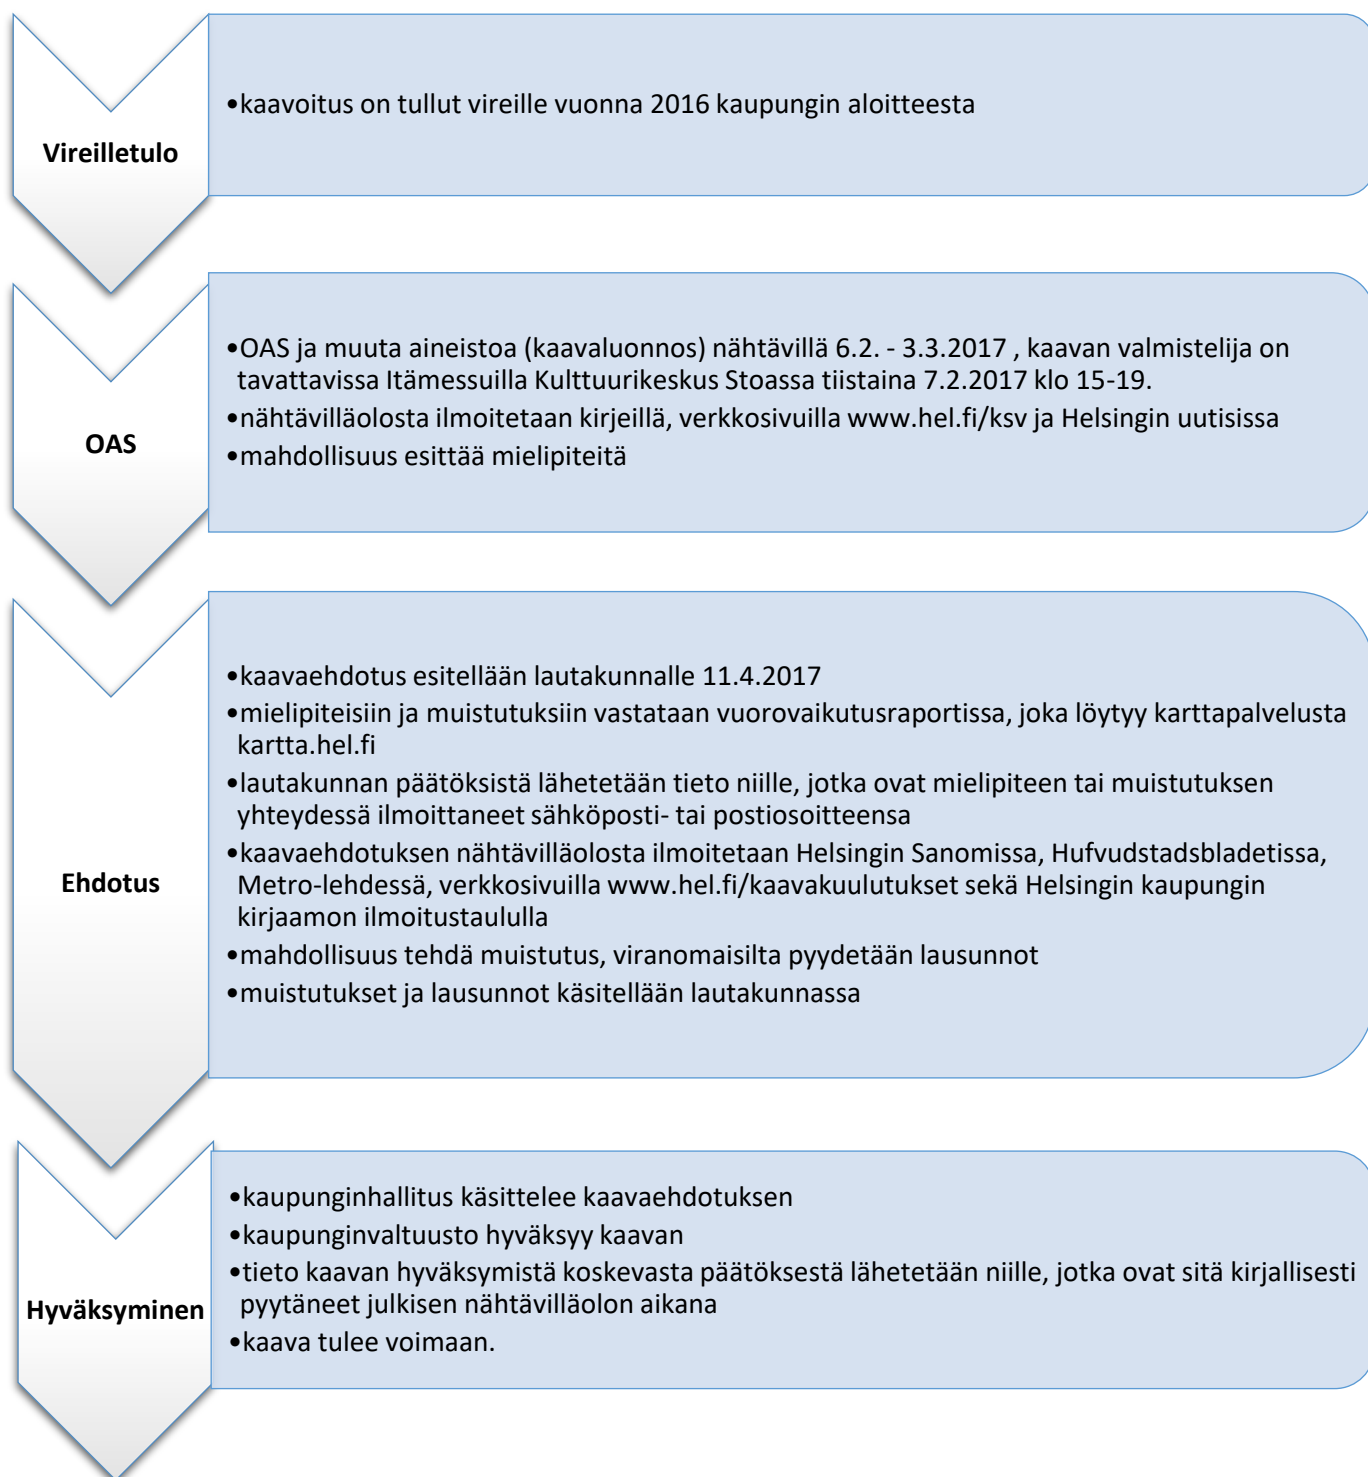 Vireilletulo
•kaavoitus on tullut vireille vuonna 2016 kaupungin aloitteesta
OAS
•OAS ja muuta aineistoa (kaavaluonnos) nähtävillä 6.2. - 3.3.2017 , kaavan valmistelija on
tavattavissa Itämessuilla Kulttuurikeskus Stoassa tiistaina 7.2.2017 klo 15-19.
•nähtävilläolosta ilmoitetaan kirjeillä, verkkosivuilla www.hel.fi/ksv ja Helsingin uutisissa
•mahdollisuus esittää mielipiteitä
Ehdotus
•kaavaehdotus esitellään lautakunnalle 11.4.2017
•mielipiteisiin ja muistutuksiin vastataan vuorovaikutusraportissa, joka löytyy karttapalvelusta
kartta.hel.fi
•lautakunnan päätöksistä lähetetään tieto niille, jotka ovat mielipiteen tai muistutuksen
yhteydessä ilmoittaneet sähköposti- tai postiosoitteensa
•kaavaehdotuksen nähtävilläolosta ilmoitetaan Helsingin Sanomissa, Hufvudstadsbladetissa,
Metro-lehdessä, verkkosivuilla www.hel.fi/kaavakuulutukset sekä Helsingin kaupungin
kirjaamon ilmoitustaululla
•mahdollisuus tehdä muistutus, viranomaisilta pyydetään lausunnot
•muistutukset ja lausunnot käsitellään lautakunnassa
Hyväksyminen
•kaupunginhallitus käsittelee kaavaehdotuksen
•kaupunginvaltuusto hyväksyy kaavan
•tieto kaavan hyväksymistä koskevasta päätöksestä lähetetään niille, jotka ovat sitä kirjallisesti
pyytäneet julkisen nähtävilläolon aikana
•kaava tulee voimaan.